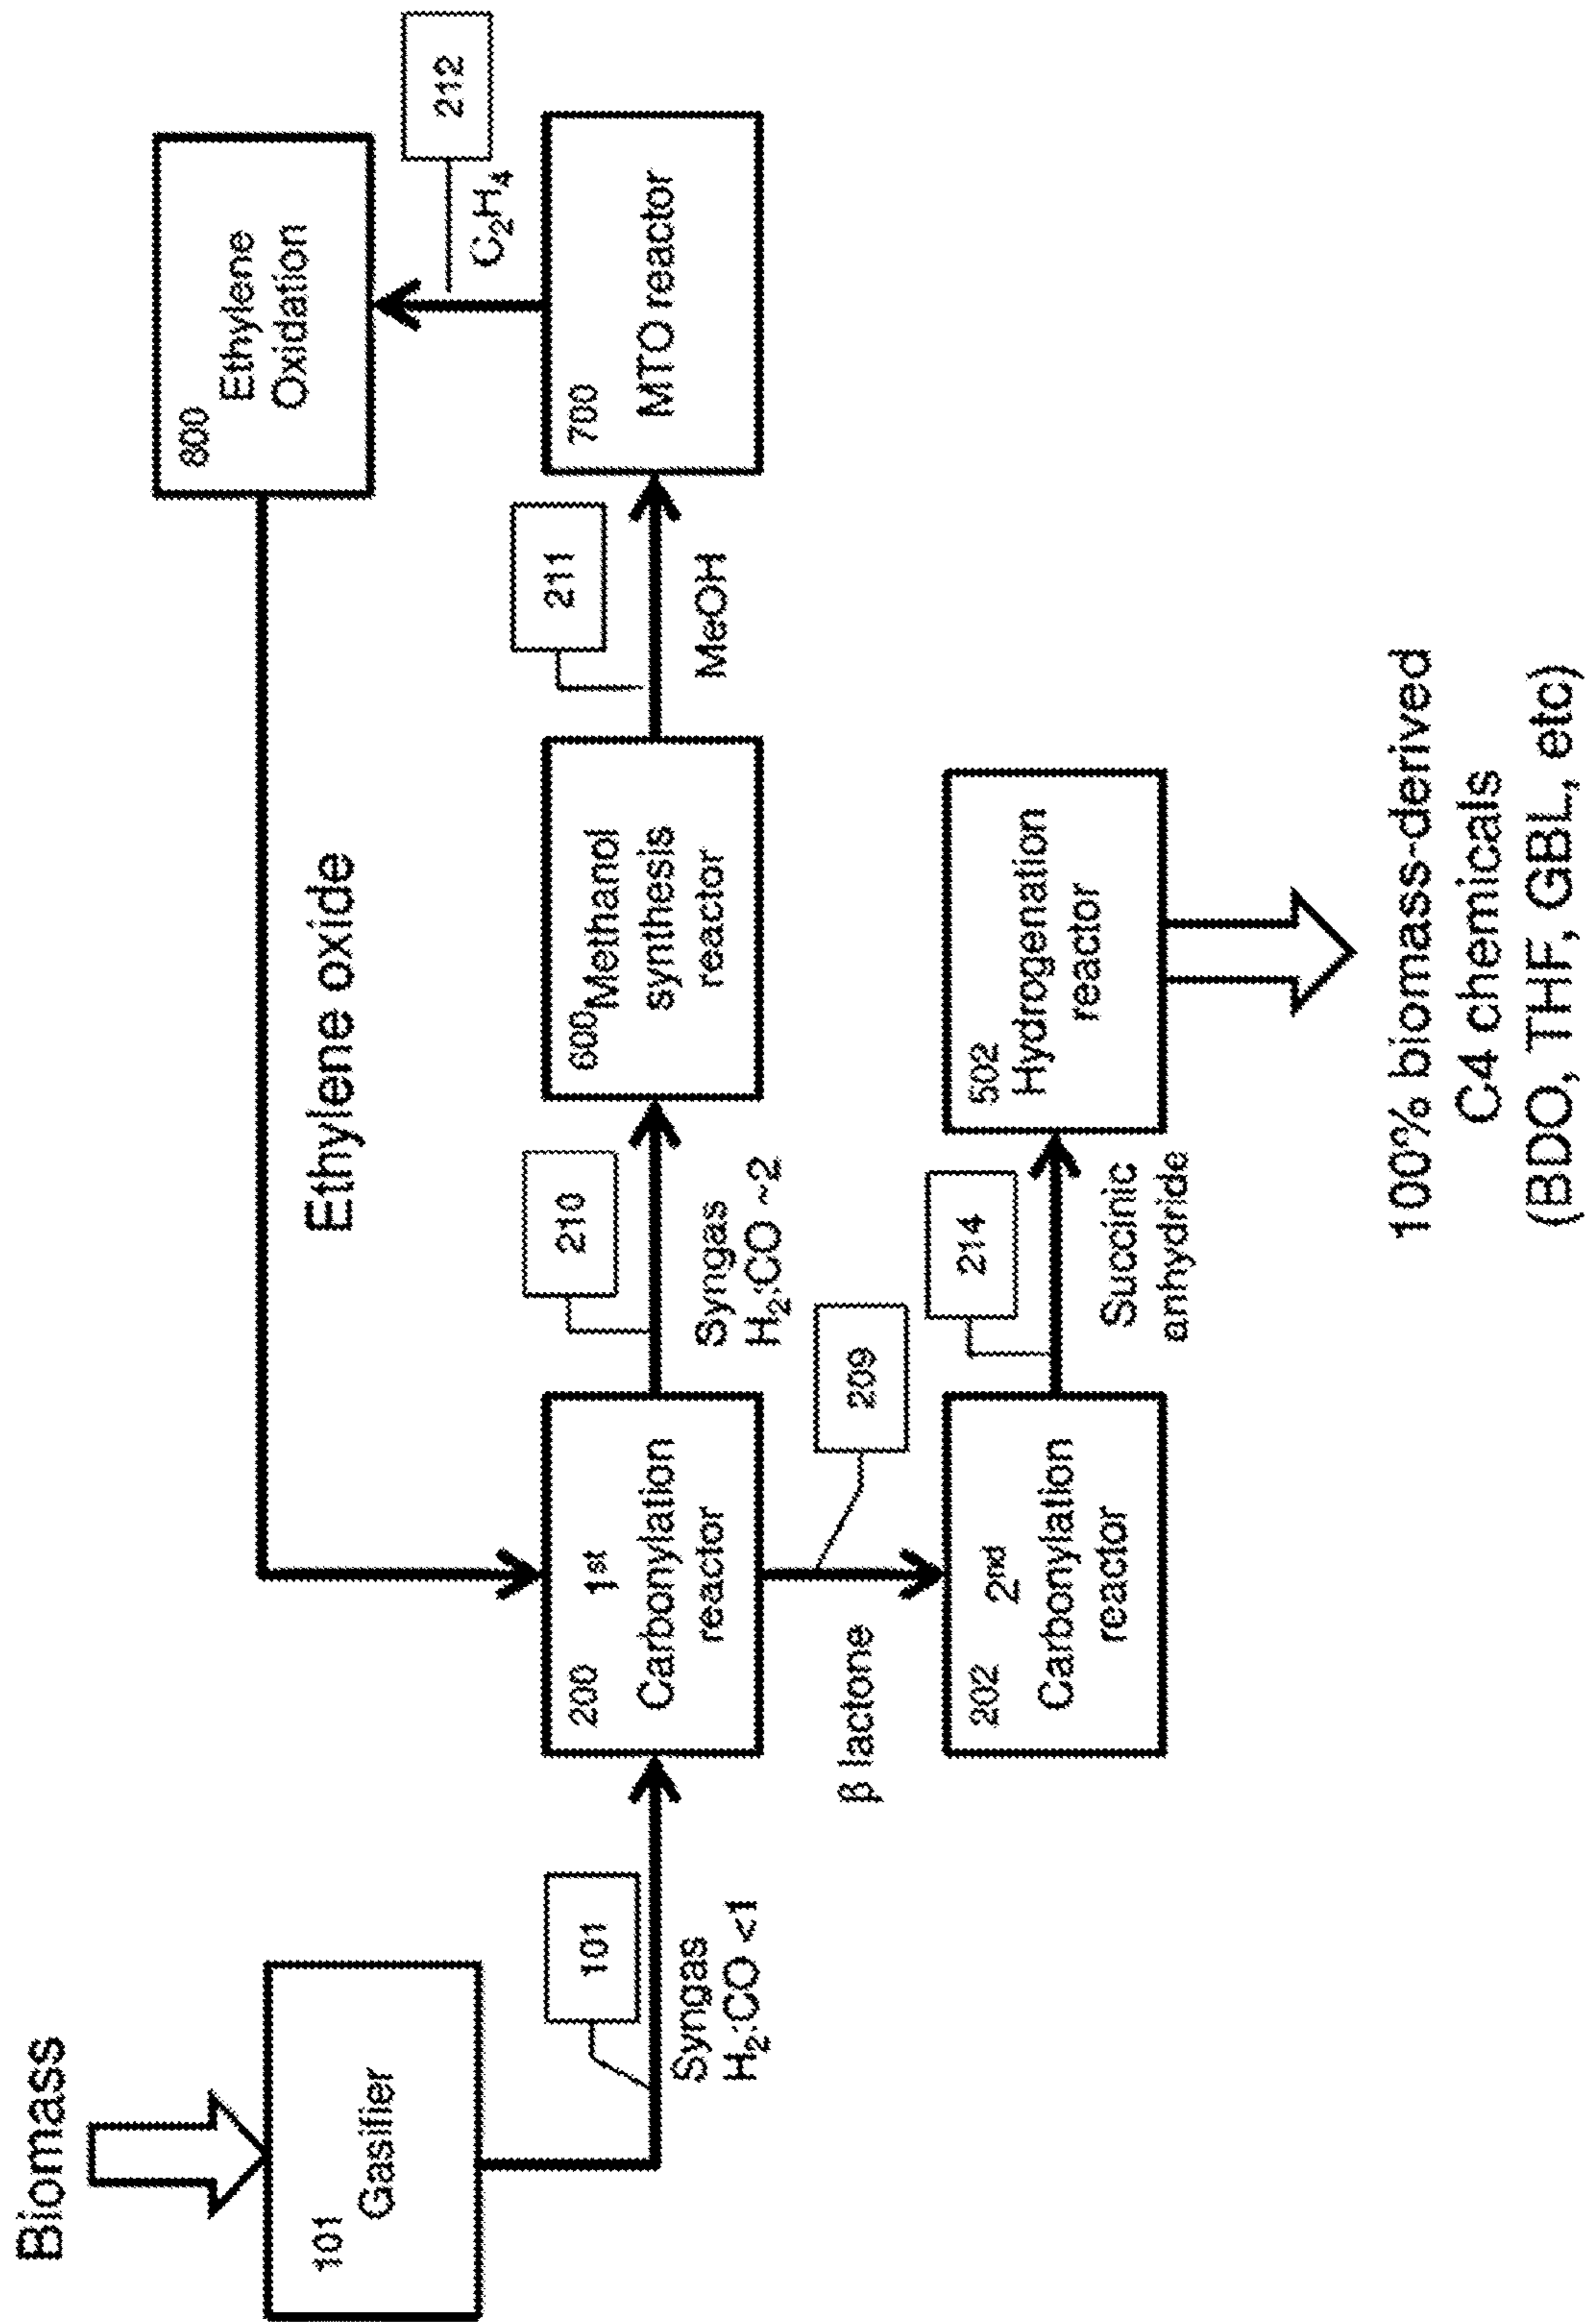 Biomass
101
Gasifier
101
Syngas
H₂:CO <1
Ethylene oxide
200
1st
Carbonylation
reactor
210
Syngas
H₂:CO ~2
600
Methanol
synthesis
reactor
211
MeOH
700
MTO reactor
212
C₂H₄
800
Ethylene
Oxidation
β lactone
209
202
2nd
Carbonylation
reactor
214
Succinic
anhydride
502
Hydrogenation
reactor
100% biomass-derived
C4 chemicals
(BDO, THF, GBL, etc)